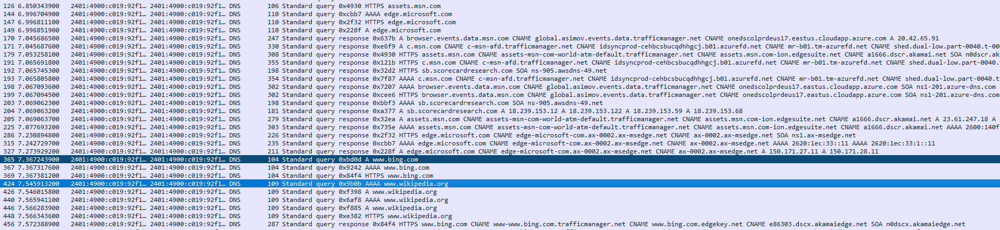 126 6.850343900 2401:4900:c019:92f1… 2401:4900:c019:92f1… DNS 106 Standard query 0x4930 HTTPS assets.msn.com
144 6.996704900 2401:4900:c019:92f1… 2401:4900:c019:92f1… DNS 110 Standard query 0xcbb7 AAAA edge.microsoft.com
147 6.996811100 2401:4900:c019:92f1… 2401:4900:c019:92f1… DNS 110 Standard query 0x2f32 HTTPS edge.microsoft.com
149 6.996851900 2401:4900:c019:92f1… 2401:4900:c019:92f1… DNS 110 Standard query 0x228f A edge.microsoft.com
170 7.045686500 2401:4900:c019:92f1… 2401:4900:c019:92f1… DNS 247 Standard query response 0x637b A browser.events.data.msn.com CNAME global.asimov.events.data.trafficmanager.net CNAME onedscolprdeus17.eastus.cloudapp.azure.com A 20.42.65.91
171 7.045687600 2401:4900:c019:92f1… 2401:4900:c019:92f1… DNS 330 Standard query response 0xe6f9 A c.msn.com CNAME c-msn-afd.trafficmanager.net CNAME idsyncprod-cehbcsbucqdhhgcj.b01.azurefd.net CNAME mr-b01.tm-azurefd.net CNAME shed.dual-low.part-0040.t-00
179 7.053258100 2401:4900:c019:92f1… 2401:4900:c019:92f1… DNS 308 Standard query response 0x4930 HTTPS assets.msn.com CNAME assets-msn-com-world-atm-default.trafficmanager.net CNAME assets.msn.com-ion.edgesuite.net CNAME a1666.dscr.akamai.net SOA n0dscr.ak
191 7.065691800 2401:4900:c019:92f1… 2401:4900:c019:92f1… DNS 355 Standard query response 0x121b HTTPS c.msn.com CNAME c-msn-afd.trafficmanager.net CNAME idsyncprod-cehbcsbucqdhhgcj.b01.azurefd.net CNAME mr-b01.tm-azurefd.net CNAME shed.dual-low.part-0040.
192 7.065745300 2401:4900:c019:92f1… 2401:4900:c019:92f1… DNS 198 Standard query response 0x32d2 HTTPS sb.scorecardresearch.com SOA ns-905.awsdns-49.net
193 7.065805800 2401:4900:c019:92f1… 2401:4900:c019:92f1… DNS 354 Standard query response 0x7f87 AAAA c.msn.com CNAME c-msn-afd.trafficmanager.net CNAME idsyncprod-cehbcsbucqdhhgcj.b01.azurefd.net CNAME mr-b01.tm-azurefd.net CNAME shed.dual-low.part-0040.t
198 7.067093600 2401:4900:c019:92f1… 2401:4900:c019:92f1… DNS 302 Standard query response 0x7207 AAAA browser.events.data.msn.com CNAME global.asimov.events.data.trafficmanager.net CNAME onedscolprdeus17.eastus.cloudapp.azure.com SOA ns1-201.azure-dns.com
199 7.067094500 2401:4900:c019:92f1… 2401:4900:c019:92f1… DNS 302 Standard query response 0xcee6 HTTPS browser.events.data.msn.com CNAME global.asimov.events.data.trafficmanager.net CNAME onedscolprdeus17.eastus.cloudapp.azure.com SOA ns1-201.azure-dns.com
203 7.069062300 2401:4900:c019:92f1… 2401:4900:c019:92f1… DNS 198 Standard query response 0xbbf3 AAAA sb.scorecardresearch.com SOA ns-905.awsdns-49.net
204 7.069063200 2401:4900:c019:92f1… 2401:4900:c019:92f1… DNS 181 Standard query response 0xa377 A sb.scorecardresearch.com A 18.239.153.12 A 18.239.153.122 A 18.239.153.59 A 18.239.153.68
205 7.069063700 2401:4900:c019:92f1… 2401:4900:c019:92f1… DNS 279 Standard query response 0x32ea A assets.msn.com CNAME assets-msn-com-world-atm-default.trafficmanager.net CNAME assets.msn.com-ion.edgesuite.net CNAME a1666.dscr.akamai.net A 23.61.247.18 A
225 7.077693200 2401:4900:c019:92f1… 2401:4900:c019:92f1… DNS 303 Standard query response 0x735e AAAA assets.msn.com CNAME assets-msn-com-world-atm-default.trafficmanager.net CNAME assets.msn.com-ion.edgesuite.net CNAME a1666.dscr.akamai.net AAAA 2600:140f
286 7.230894800 2401:4900:c019:92f1… 2401:4900:c019:92f1… DNS 226 Standard query response 0x2f32 HTTPS edge.microsoft.com CNAME edge-microsoft-com.ax-0002.ax-msedge.net CNAME ax-0002.ax-msedge.net SOA ns1.ax-msedge.net
315 7.242729700 2401:4900:c019:92f1… 2401:4900:c019:92f1… DNS 235 Standard query response 0xcbb7 AAAA edge.microsoft.com CNAME edge-microsoft-com.ax-0002.ax-msedge.net CNAME ax-0002.ax-msedge.net AAAA 2620:1ec:33::11 AAAA 2620:1ec:33:1::11
327 7.273929200 2401:4900:c019:92f1… 2401:4900:c019:92f1… DNS 211 Standard query response 0x228f A edge.microsoft.com CNAME edge-microsoft-com.ax-0002.ax-msedge.net CNAME ax-0002.ax-msedge.net A 150.171.27.11 A 150.171.28.11
365 7.367243900 2401:4900:c019:92f1… 2401:4900:c019:92f1… DNS 104 Standard query 0xbd0d A www.bing.com
367 7.367317600 2401:4900:c019:92f1… 2401:4900:c019:92f1… DNS 104 Standard query 0x9242 AAAA www.bing.com
369 7.367381200 2401:4900:c019:92f1… 2401:4900:c019:92f1… DNS 104 Standard query 0x84f4 HTTPS www.bing.com
424 7.545913200 2401:4900:c019:92f1… 2401:4900:c019:92f1… DNS 109 Standard query 0x9b0b AAAA www.wikipedia.org
426 7.546015800 2401:4900:c019:92f1… 2401:4900:c019:92f1… DNS 109 Standard query 0xf398 A www.wikipedia.org
440 7.565941100 2401:4900:c019:92f1… 2401:4900:c019:92f1… DNS 109 Standard query 0x6af8 AAAA www.wikipedia.org
446 7.566283900 2401:4900:c019:92f1… 2401:4900:c019:92f1… DNS 109 Standard query 0xf885 A www.wikipedia.org
448 7.566343600 2401:4900:c019:92f1… 2401:4900:c019:92f1… DNS 109 Standard query 0xe382 HTTPS www.wikipedia.org
456 7.572388900 2401:4900:c019:92f1… 2401:4900:c019:92f1… DNS 287 Standard query response 0x84f4 HTTPS www.bing.com CNAME www-www.bing.com.trafficmanager.net CNAME www.bing.com.edgekey.net CNAME e86303.dscx.akamaiedge.net SOA n0dscx.akamaiedge.net